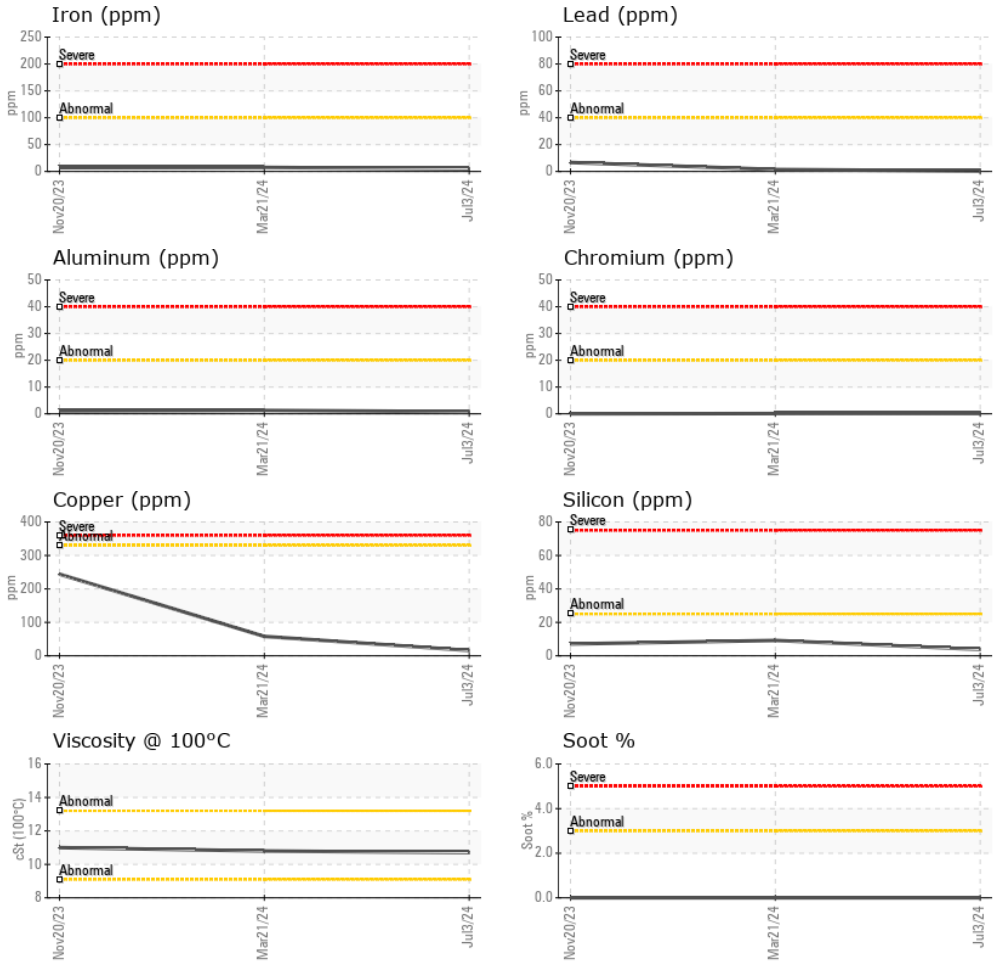 Iron (ppm)
250
200
150
100
50
0
ppm
Severe
Abnormal
Nov20/23
Mar21/24
Jul3/24
Lead (ppm)
100
80
60
40
20
0
ppm
Severe
Abnormal
Nov20/23
Mar21/24
Jul3/24
Aluminum (ppm)
50
40
30
20
10
0
ppm
Severe
Abnormal
Nov20/23
Mar21/24
Jul3/24
Chromium (ppm)
50
40
30
20
10
0
ppm
Severe
Abnormal
Nov20/23
Mar21/24
Jul3/24
Copper (ppm)
400
300
200
100
0
ppm
Severe
Abnormal
Nov20/23
Mar21/24
Jul3/24
Silicon (ppm)
80
60
40
20
0
ppm
Severe
Abnormal
Nov20/23
Mar21/24
Jul3/24
Viscosity @ 100°C
16
14
12
10
8
cSt (100°C)
Abnormal
Abnormal
Nov20/23
Mar21/24
Jul3/24
Soot %
6.0
4.0
2.0
0.0
Soot %
Severe
Abnormal
Nov20/23
Mar21/24
Jul3/24